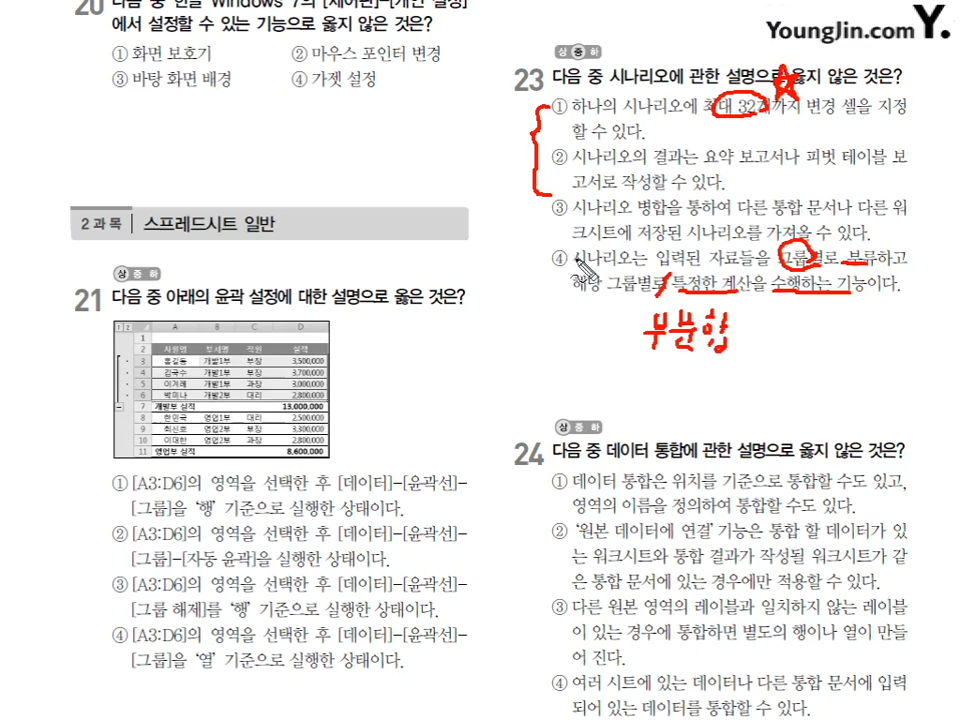 20 다음 중 한글 Windows 7의 [제어판]-[개인 설정]
에서 설정할 수 있는 기능으로 옳지 않은 것은?
① 화면 보호기 ② 마우스 포인터 변경
③ 바탕 화면 배경 ④ 가젯 설정
2과목 스프레드시트 일반
상 중 하
21 다음 중 아래의 윤곽 설정에 대한 설명으로 옳은 것은?
1 2 A B C D
1
2 사원명 부서명 직위 실적
3 홍길동 개발1부 부장 3,500,000
4 김국수 개발1부 부장 3,700,000
5 이겨레 개발1부 과장 3,000,000
6 박미나 개발2부 대리 2,800,000
7 개발부 실적 13,000,000
8 한민국 영업1부 대리 2,500,000
9 최신호 영업2부 부장 3,300,000
10 이대한 영업2부 과장 2,800,000
11 영업부 실적 8,600,000
① [A3:D6]의 영역을 선택한 후 [데이터]-[윤곽선]-
[그룹]을 ‘행’ 기준으로 실행한 상태이다.
② [A3:D6]의 영역을 선택한 후 [데이터]-[윤곽선]-
[그룹]-[자동 윤곽]을 실행한 상태이다.
③ [A3:D6]의 영역을 선택한 후 [데이터]-[윤곽선]-
[그룹 해제]를 ‘행’ 기준으로 실행한 상태이다.
④ [A3:D6]의 영역을 선택한 후 [데이터]-[윤곽선]-
[그룹]을 ‘열’ 기준으로 실행한 상태이다.
YoungJin.com Y.
상 중 하
23 다음 중 시나리오에 관한 설명으로 옳지 않은 것은?
① 하나의 시나리오에 최대 32개까지 변경 셀을 지정
할 수 있다.
② 시나리오의 결과는 요약 보고서나 피벗 테이블 보
고서로 작성할 수 있다.
③ 시나리오 병합을 통하여 다른 통합 문서나 다른 워
크시트에 저장된 시나리오를 가져올 수 있다.
④ 시나리오는 입력된 자료들을 그룹별로 분류하고
해당 그룹별로 특정한 계산을 수행하는 기능이다.
부분합
상 중 하
24 다음 중 데이터 통합에 관한 설명으로 옳지 않은 것은?
① 데이터 통합은 위치를 기준으로 통합할 수도 있고,
영역의 이름을 정의하여 통합할 수도 있다.
② ‘원본 데이터에 연결’ 기능은 통합 할 데이터가 있
는 워크시트와 통합 결과가 작성될 워크시트가 같
은 통합 문서에 있는 경우에만 적용할 수 있다.
③ 다른 원본 영역의 레이블과 일치하지 않는 레이블
이 있는 경우에 통합하면 별도의 행이나 열이 만들
어 진다.
④ 여러 시트에 있는 데이터나 다른 통합 문서에 입력
되어 있는 데이터를 통합할 수 있다.